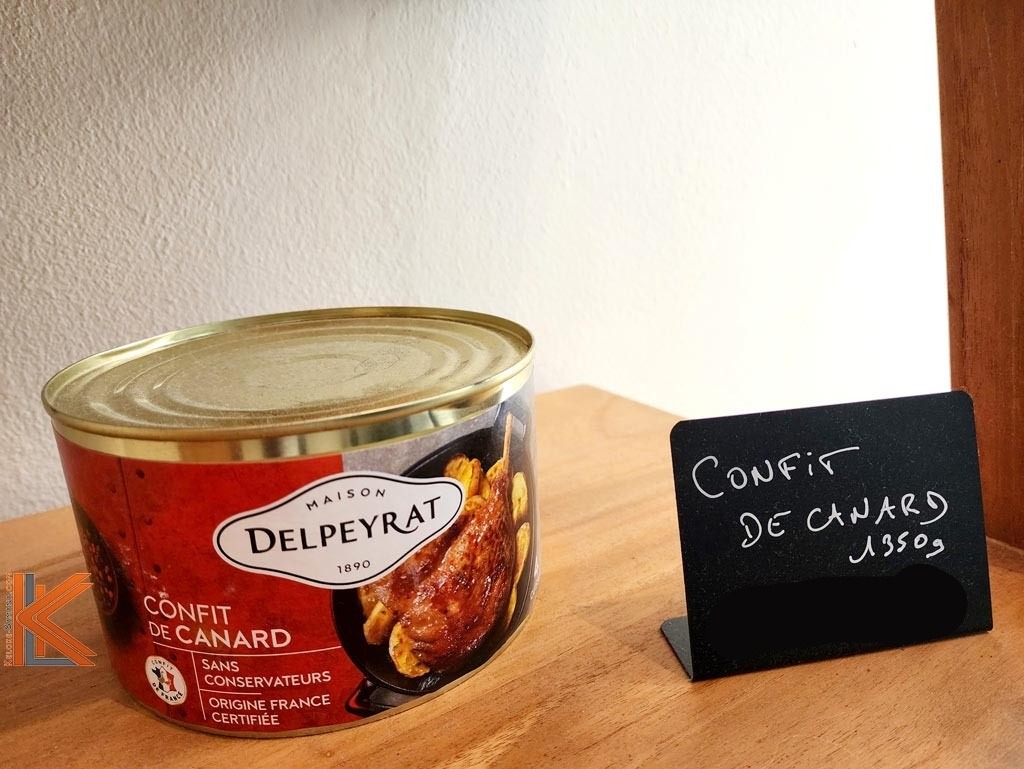 MAISON
DELPEYRAT
1890
CONFIT
DE CANARD
SANS
CONSERVATEURS
ORIGINE FRANCE
CERTIFIÉE
CONFIT
DE CANARD
1350g